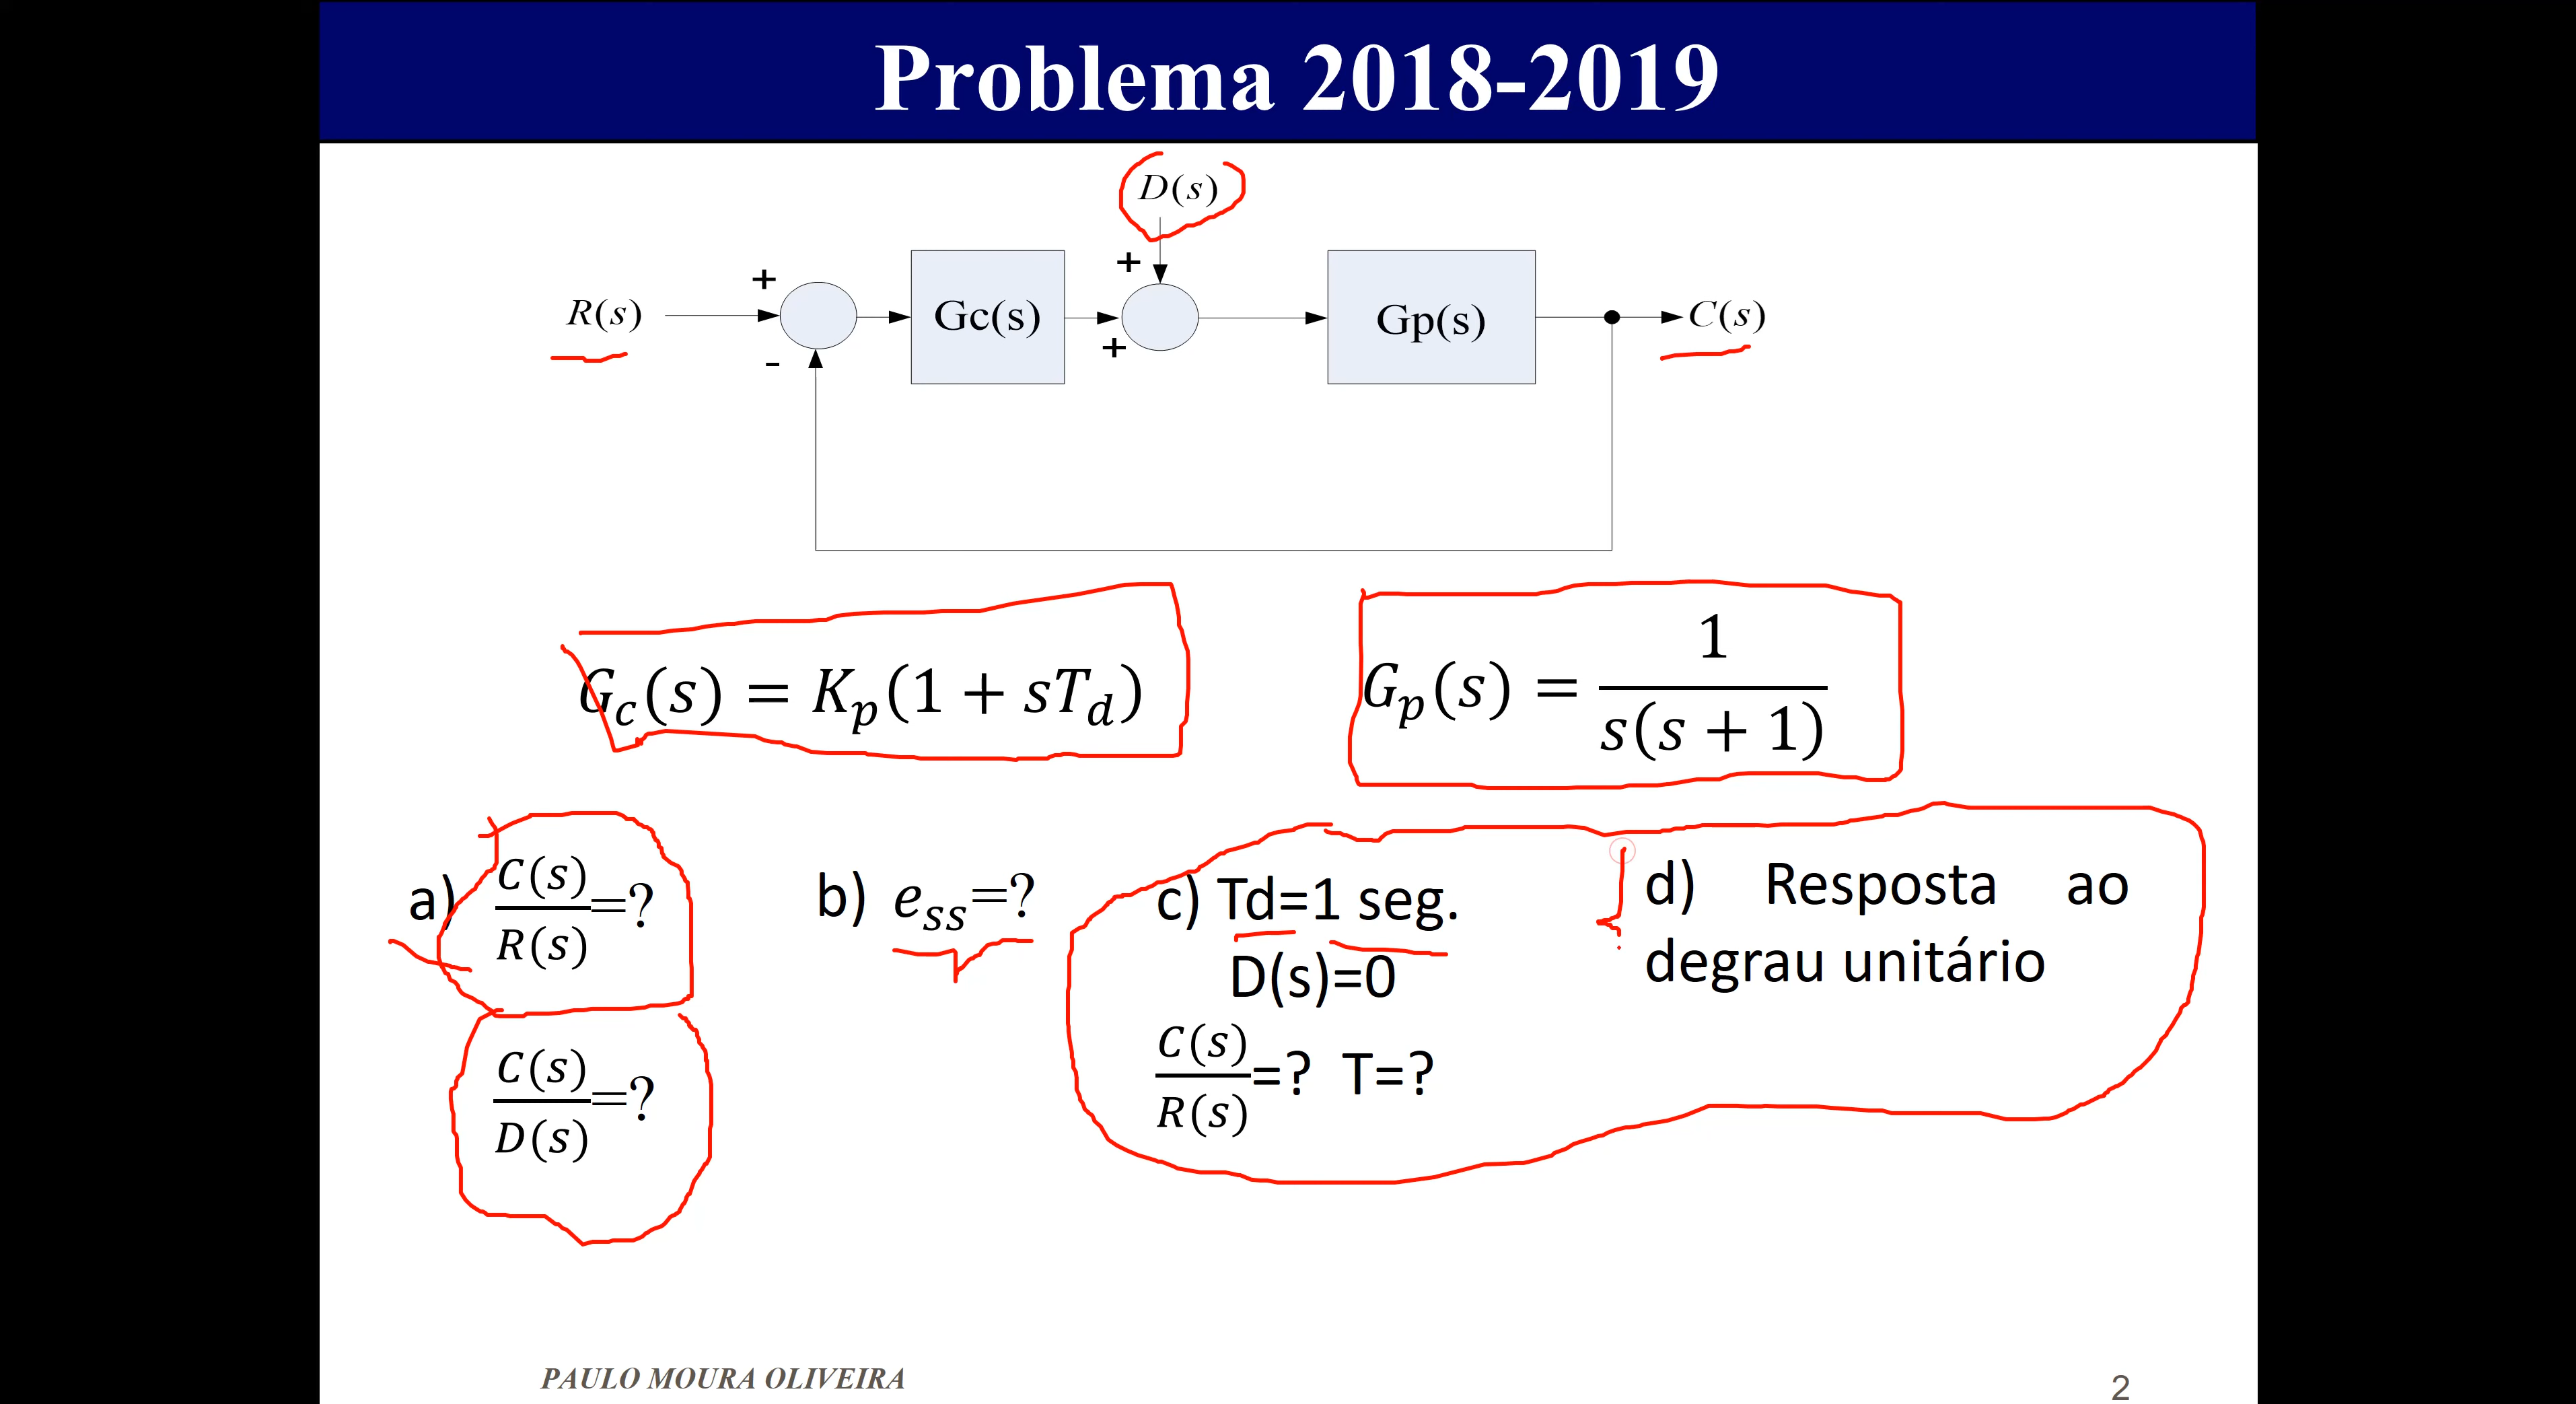 Problema 2018-2019
D(s)
+
+
R(s)
Gc(s)
Gp(s)
C(s)
+
-
G_c(s) = K_p(1 + sT_d)
G_p(s) = 1 / s(s + 1)
a) C(s)/R(s)=?
C(s)/D(s)=?
b) e_ss=?
c) Td=1 seg.
D(s)=0
C(s)/R(s)=? T=?
d) Resposta ao
degrau unitário
PAULO MOURA OLIVEIRA
2